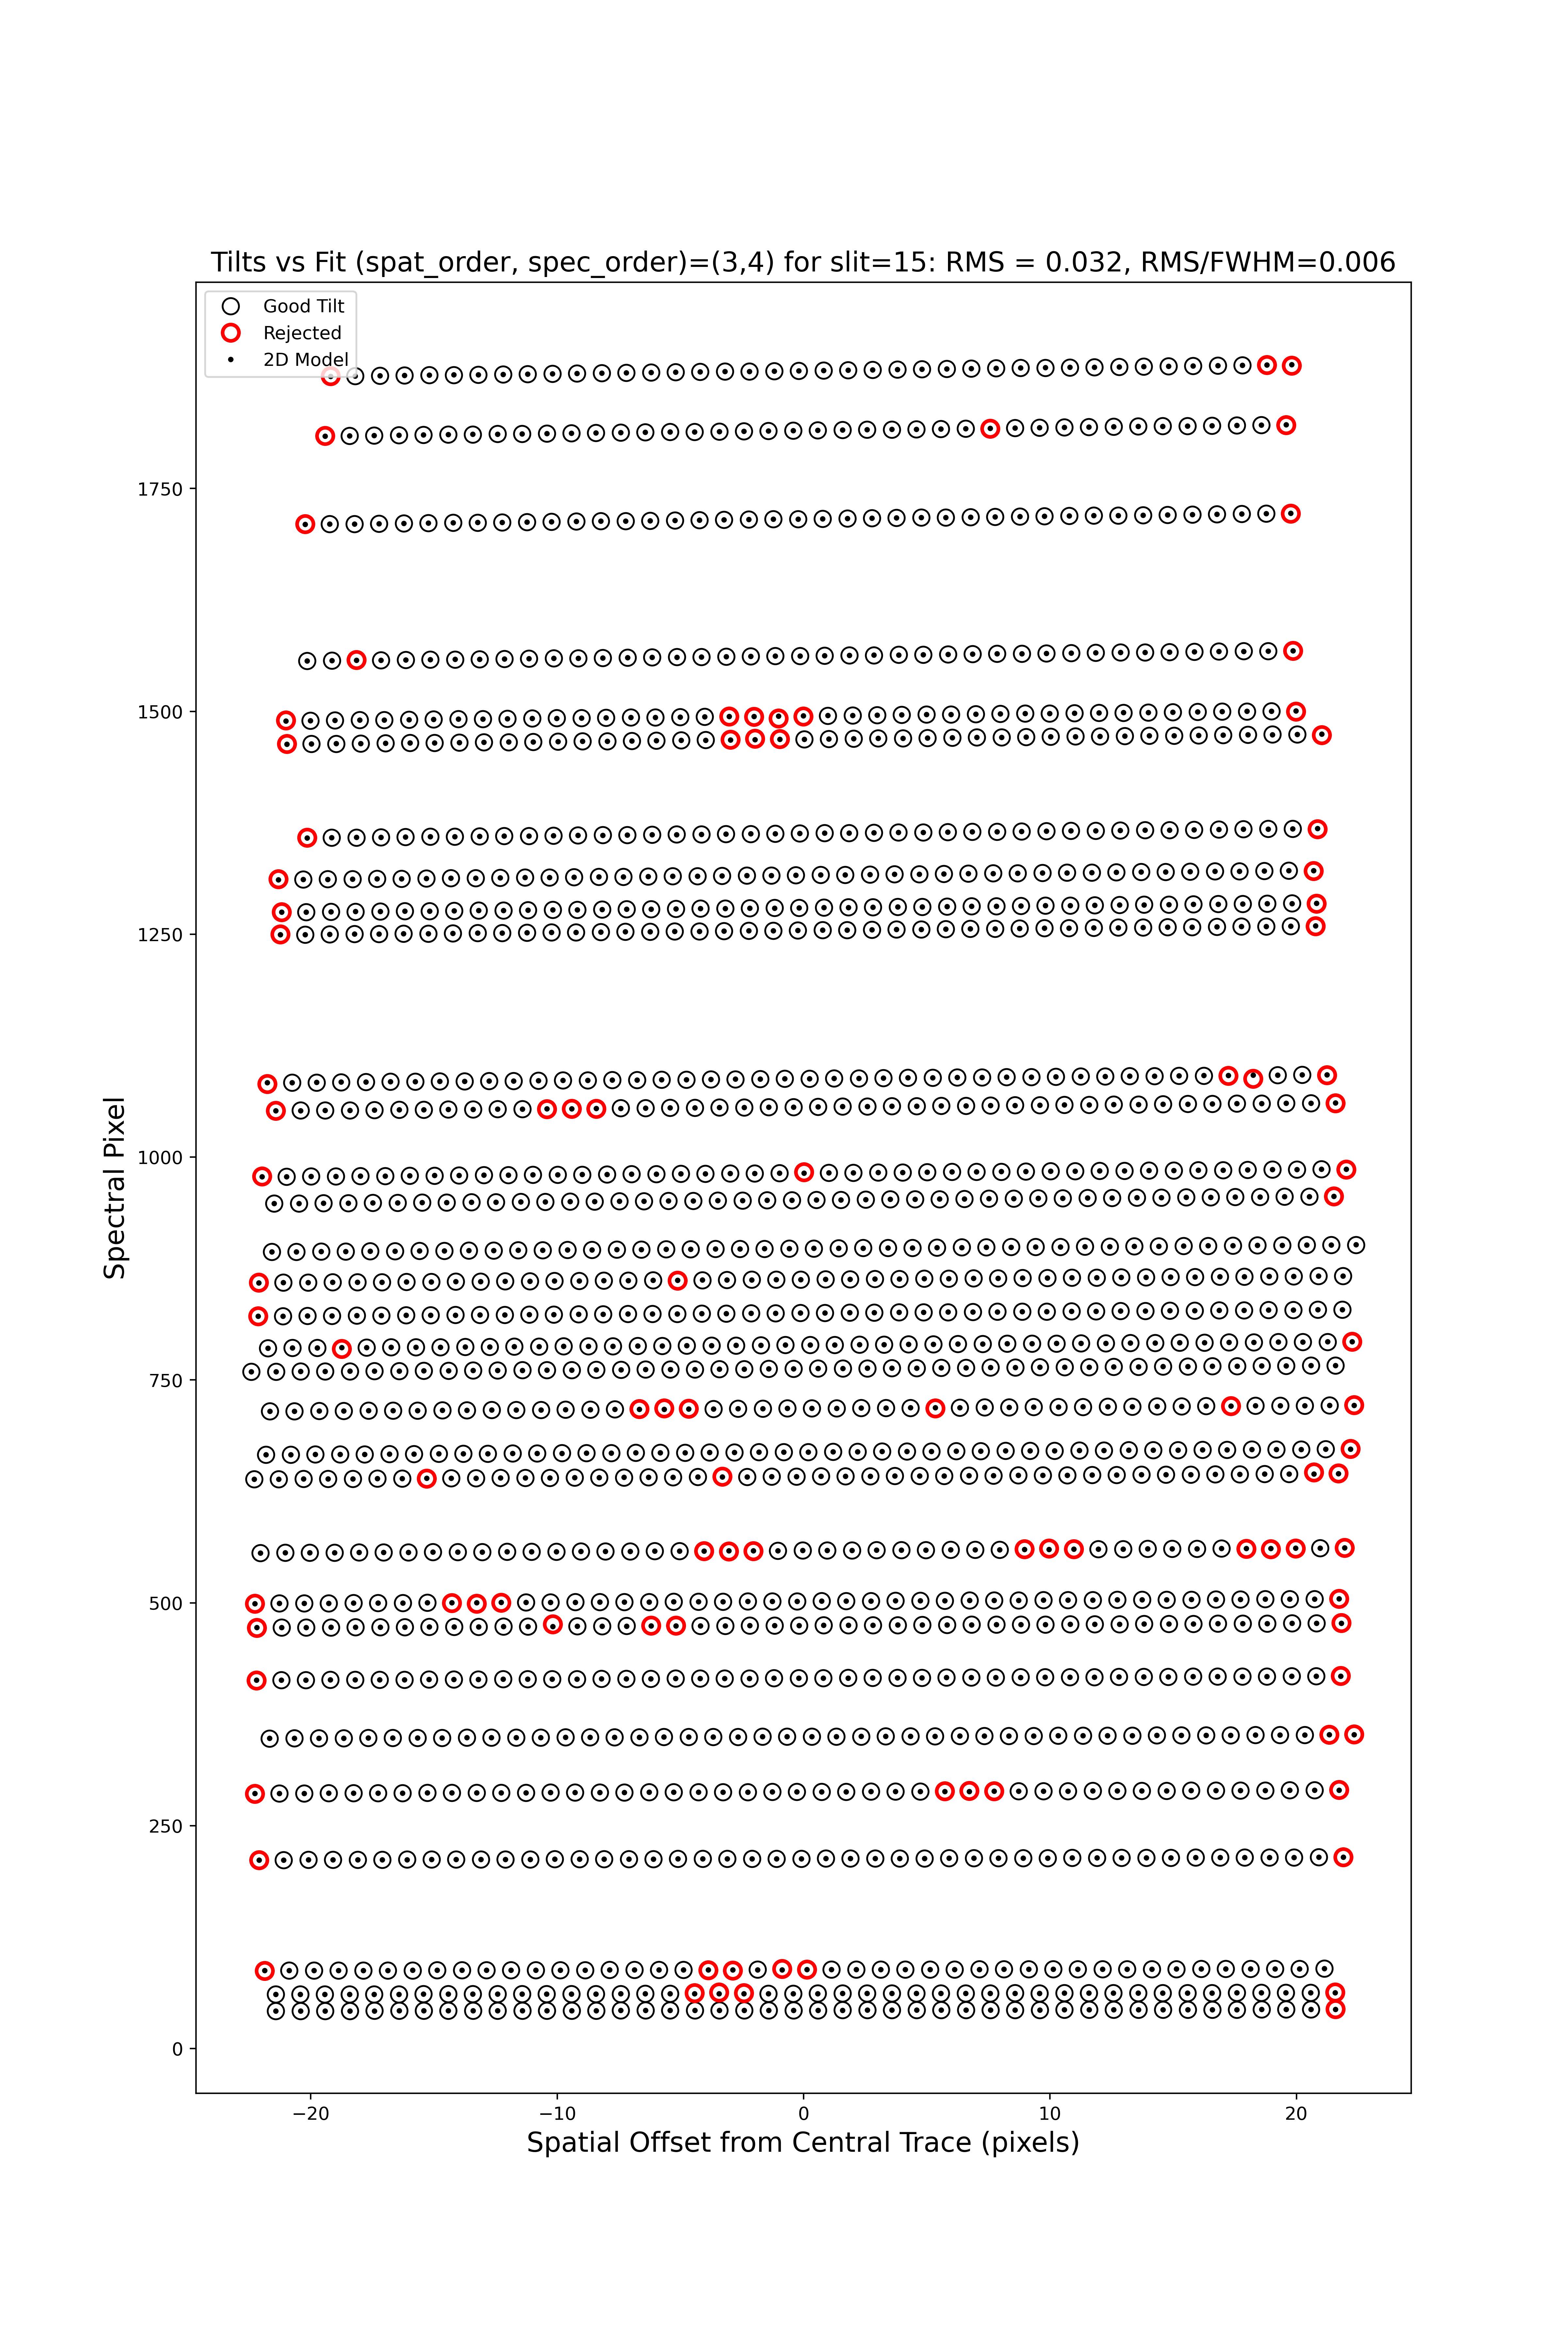 Tilts vs Fit (spat_order, spec_order)=(3,4) for slit=15: RMS = 0.032, RMS/FWHM=0.006
Good Tilt
Rejected
2D Model
1750
1500
1250
1000
750
500
250
0
Spectral Pixel
−20
−10
0
10
20
Spatial Offset from Central Trace (pixels)